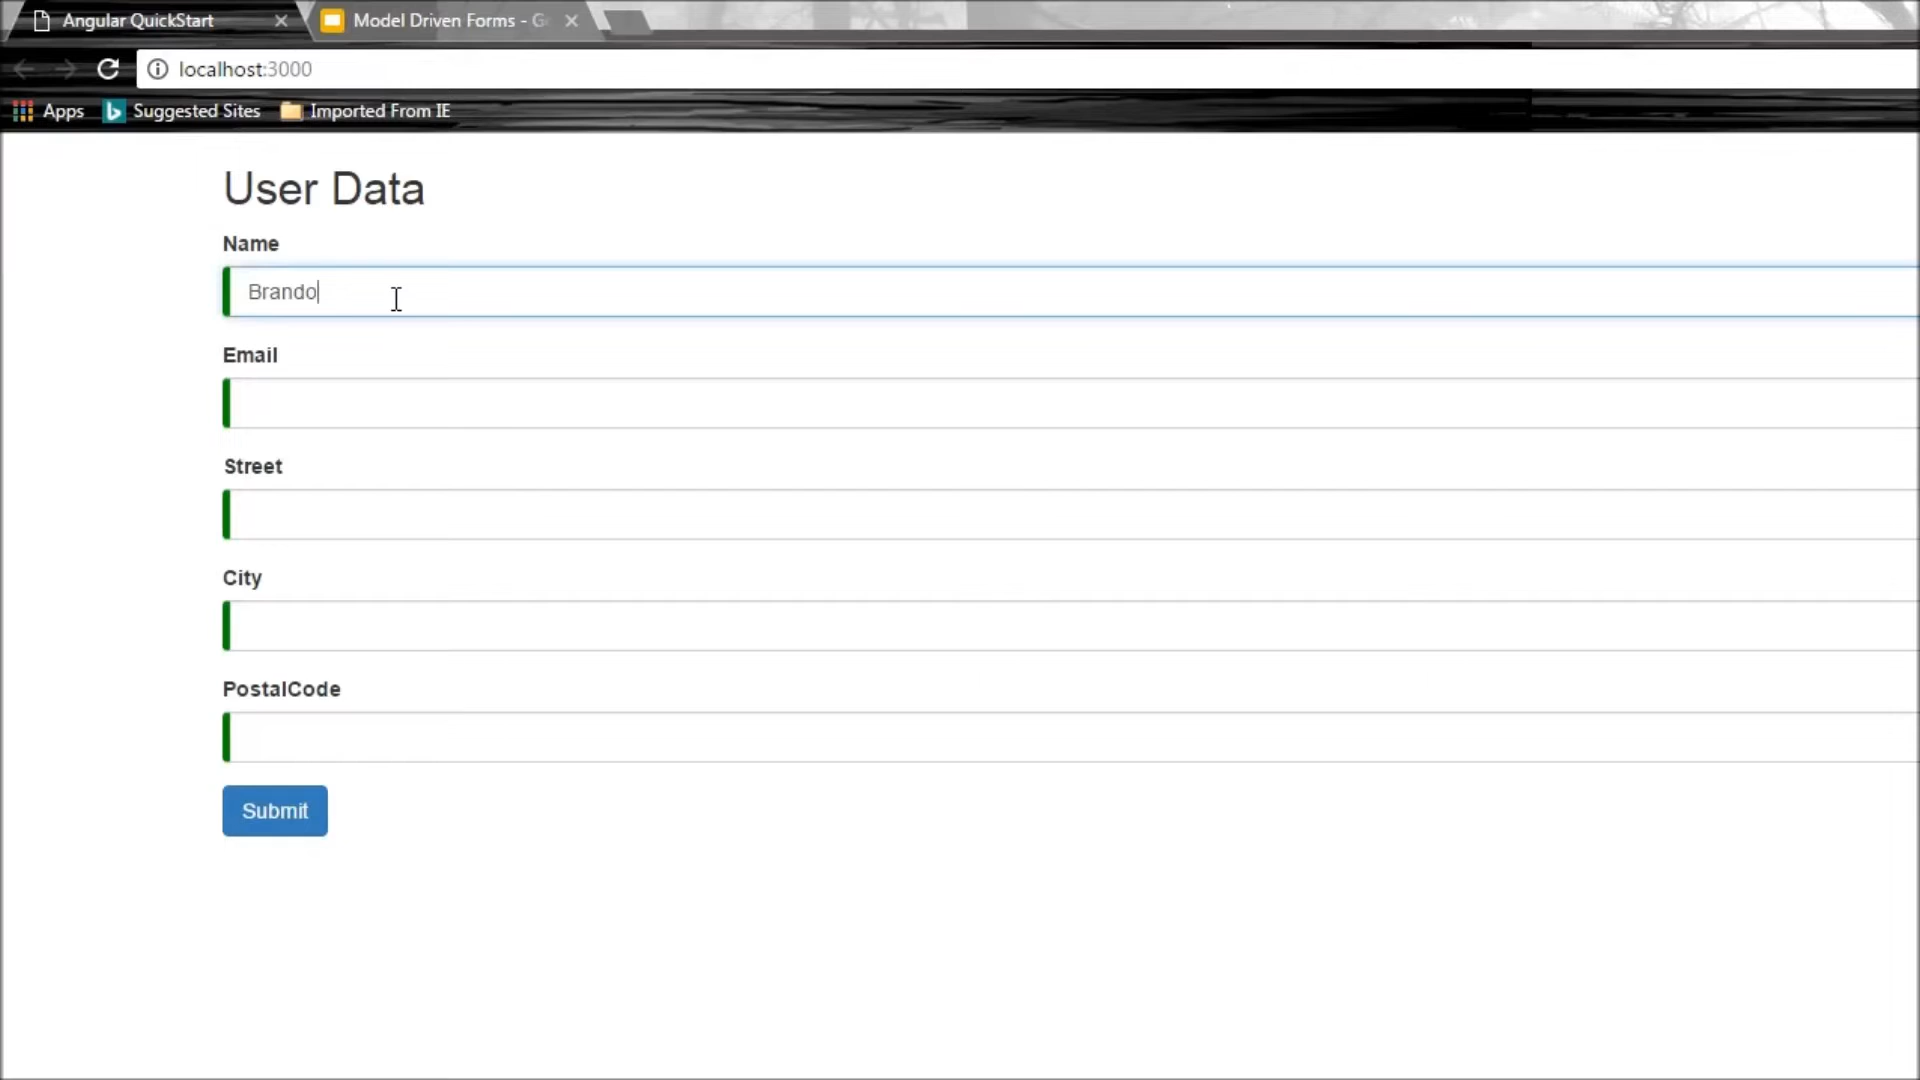 Angular QuickStart
Model Driven Forms - G
localhost:3000
Apps Suggested Sites Imported From IE
User Data
Name
Brando
Email
Street
City
PostalCode
Submit